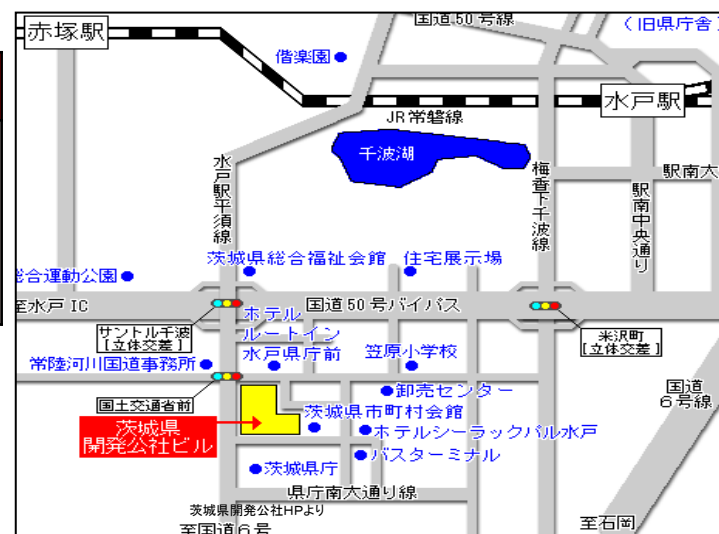 赤塚駅
国道50号線
(旧県庁舎)
偕楽園
水戸駅
JR常磐線
千波湖
水戸駅平須線
梅香下千波線
駅南大
駅南中央通り
茨城県総合福祉会館
住宅展示場
総合運動公園
至水戸IC
国道50号バイパス
サントル千波
[立体交差]
ホテル
ルートイン
水戸県庁前
米沢町
[立体交差]
笠原小学校
常陸河川国道事務所
国道
6号線
卸売センター
国土交通省前
茨城県市町村会館
茨城県
開発公社ビル
ホテルシーラックパル水戸
バスターミナル
茨城県庁
県庁南大通り線
茨城県開発公社HPより
至国道6号
至石岡